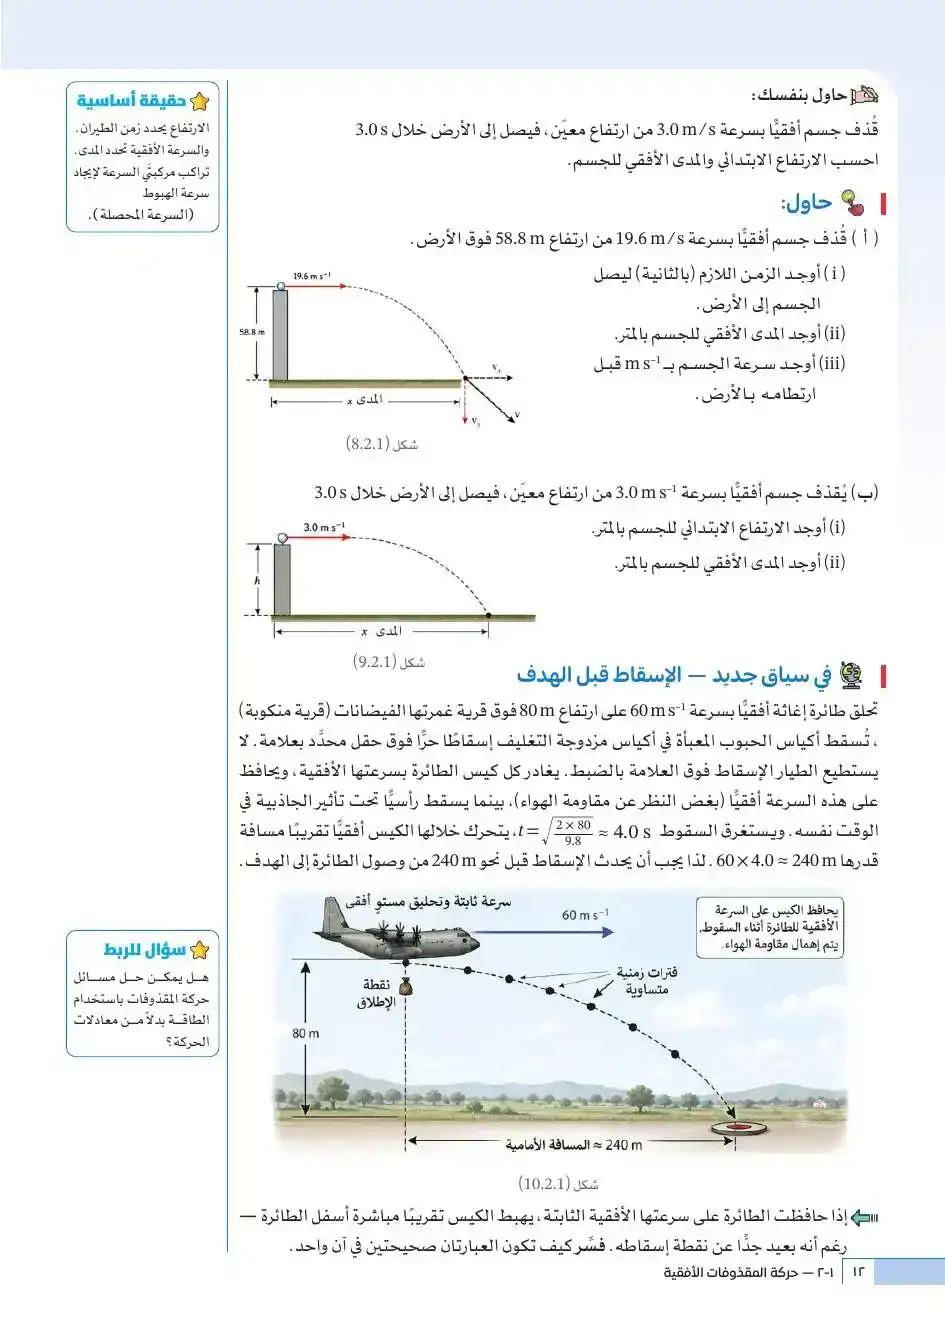 حاول بنفسك:
قُذف جسم أفقيًّا بسرعة 3.0 m/s من ارتفاع معيّن، فيصل إلى الأرض خلال 3.0 s
احسب الارتفاع الابتدائي والمدى الأفقي للجسم.
حاول:
(أ) قُذف جسم أفقيًّا بسرعة 19.6 m/s من ارتفاع 58.8 m فوق الأرض.
(i) أوجد الزمن اللازم (بالثانية) ليصل
الجسم إلى الأرض.
(ii) أوجد المدى الأفقي للجسم بالمتر.
(iii) أوجد سرعة الجسم بـ m s⁻¹ قبل
ارتطامه بالأرض.
19.6 m s⁻¹
58.8 m
vₓ
المدى x
v_y
v
شكل (8.2.1)
(ب) يُقذف جسم أفقيًّا بسرعة 3.0 m s⁻¹ من ارتفاع معيّن، فيصل إلى الأرض خلال 3.0 s
(i) أوجد الارتفاع الابتدائي للجسم بالمتر.
(ii) أوجد المدى الأفقي للجسم بالمتر.
3.0 m s⁻¹
h
المدى x
شكل (9.2.1)
في سياق جديد — الإسقاط قبل الهدف
تحلق طائرة إغاثة أفقيًّا بسرعة 60 m s⁻¹ على ارتفاع 80 m فوق قرية غمرتها الفيضانات (قرية منكوبة)
، تُسقط أكياس الحبوب المعبأة في أكياس مزدوجة التغليف إسقاطًا حرًّا فوق حقل محدَّد بعلامة. لا
يستطيع الطيار الإسقاط فوق العلامة بالضبط. يغادر كل كيس الطائرة بسرعتها الأفقية، ويحافظ
على هذه السرعة أفقيًّا (بغض النظر عن مقاومة الهواء)، بينما يسقط رأسيًّا تحت تأثير الجاذبية في
الوقت نفسه. ويستغرق السقوط t = √(2 × 80 / 9.8) ≈ 4.0 s، يتحرك خلالها الكيس أفقيًّا تقريبًا مسافة
قدرها 60 × 4.0 ≈ 240 m. لذا يجب أن يحدث الإسقاط قبل نحو 240 m من وصول الطائرة إلى الهدف.
سرعة ثابتة وتحليق مستوٍ أفقي
60 m s⁻¹
يحافظ الكيس على السرعة
الأفقية للطائرة أثناء السقوط.
يتم إهمال مقاومة الهواء.
نقطة
الإطلاق
فترات زمنية
متساوية
80 m
المسافة الأمامية ≈ 240 m
شكل (10.2.1)
إذا حافظت الطائرة على سرعتها الأفقية الثابتة، يهبط الكيس تقريبًا مباشرة أسفل الطائرة —
رغم أنه بعيد جدًّا عن نقطة إسقاطه. فسِّر كيف تكون العبارتان صحيحتين في آن واحد.
حقيقة أساسية
الارتفاع يحدد زمن الطيران.
والسرعة الأفقية تحدد المدى.
تراكب مركبتَي السرعة لإيجاد
سرعة الهبوط
(السرعة المحصلة).
سؤال للربط
هل يمكن حل مسائل
حركة المقذوفات باستخدام
الطاقة بدلاً من معادلات
الحركة؟
١٢ ١-٢ — حركة المقذوفات الأفقية